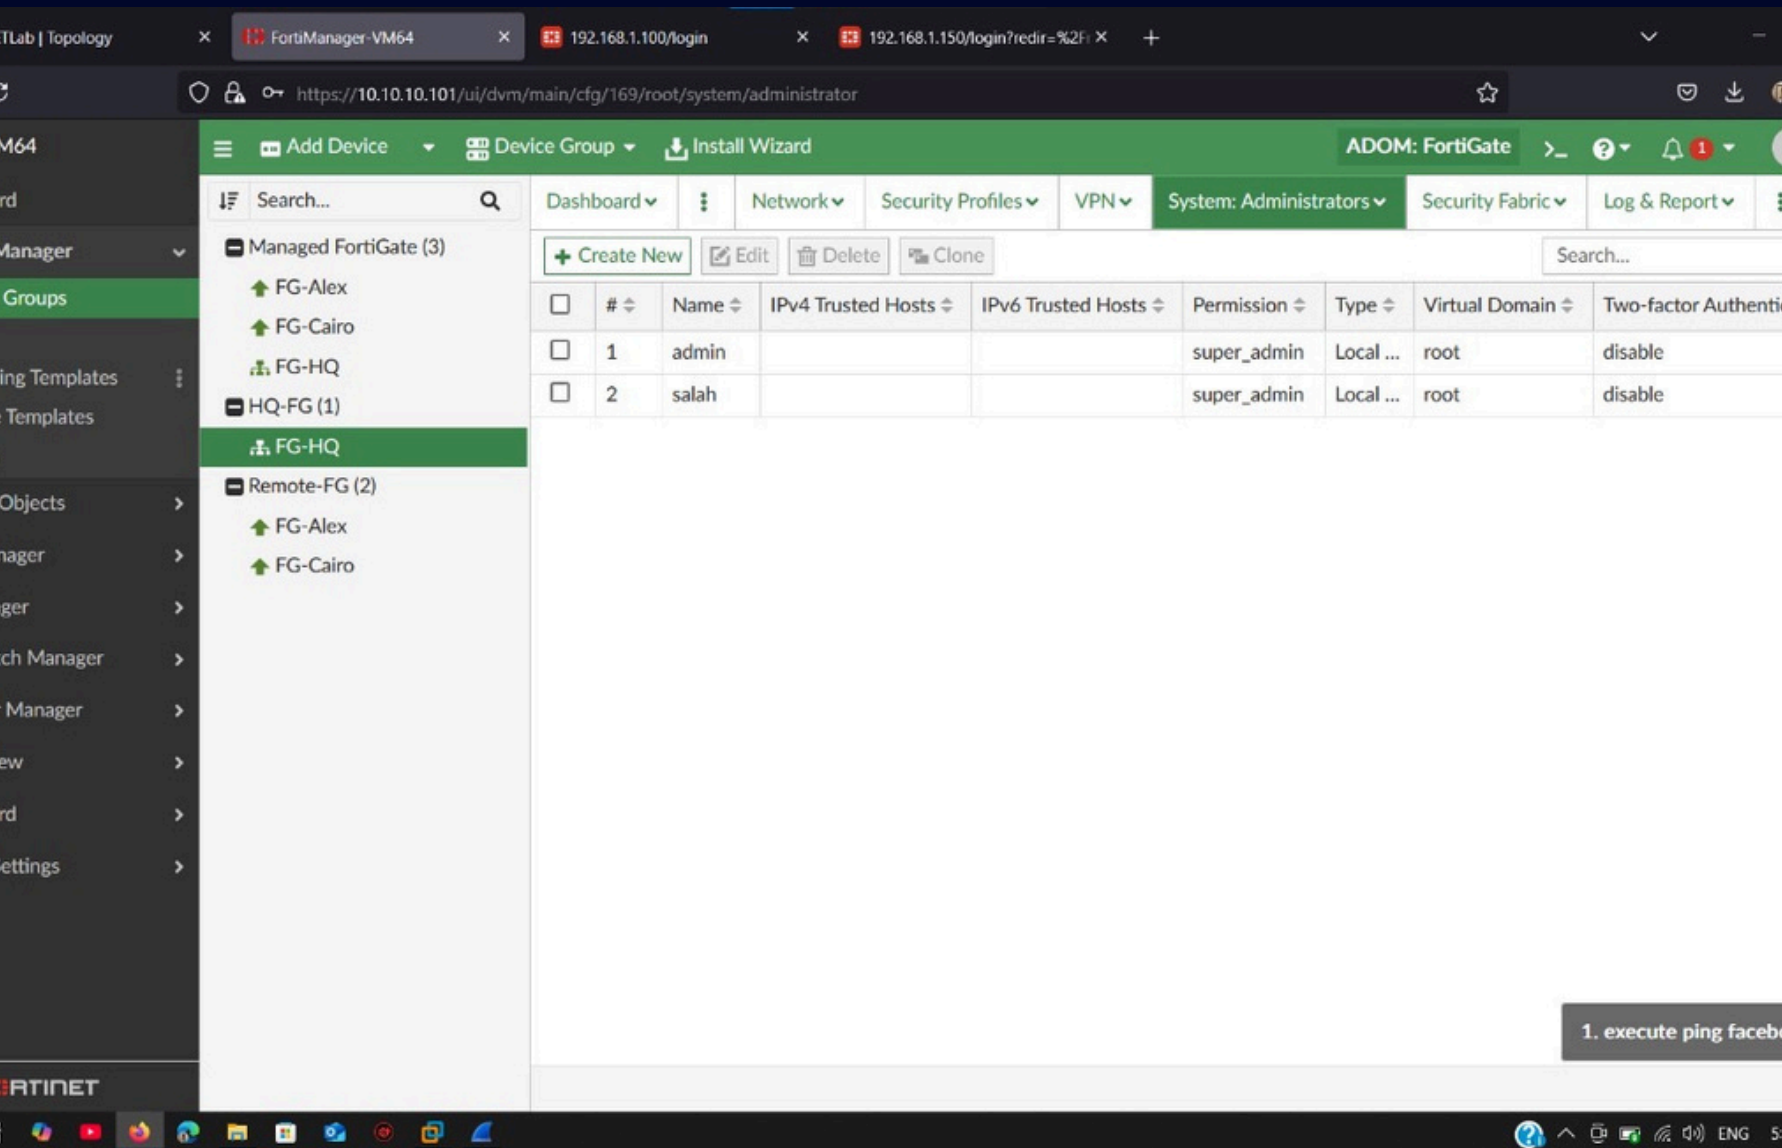 TLab | Topology
FortiManager-VM64
192.168.1.100/login
192.168.1.150/login?redir=%2F
https://10.10.10.101/ui/dvm/main/cfg/169/root/system/administrator
M64
Add Device
Device Group
Install Wizard
ADOM: FortiGate
1
rd
Manager
Groups
ing Templates
Templates
Objects
nager
ger
ch Manager
Manager
ew
rd
ettings
RTINET
Search...
Managed FortiGate (3)
FG-Alex
FG-Cairo
FG-HQ
HQ-FG (1)
FG-HQ
Remote-FG (2)
FG-Alex
FG-Cairo
Dashboard Network Security Profiles VPN System: Administrators Security Fabric Log & Report
+ Create New Edit Delete Clone Search...
# Name IPv4 Trusted Hosts IPv6 Trusted Hosts Permission Type Virtual Domain Two-factor Authenti
1 admin super_admin Local ... root disable
2 salah super_admin Local ... root disable
1. execute ping facebo
ENG 5